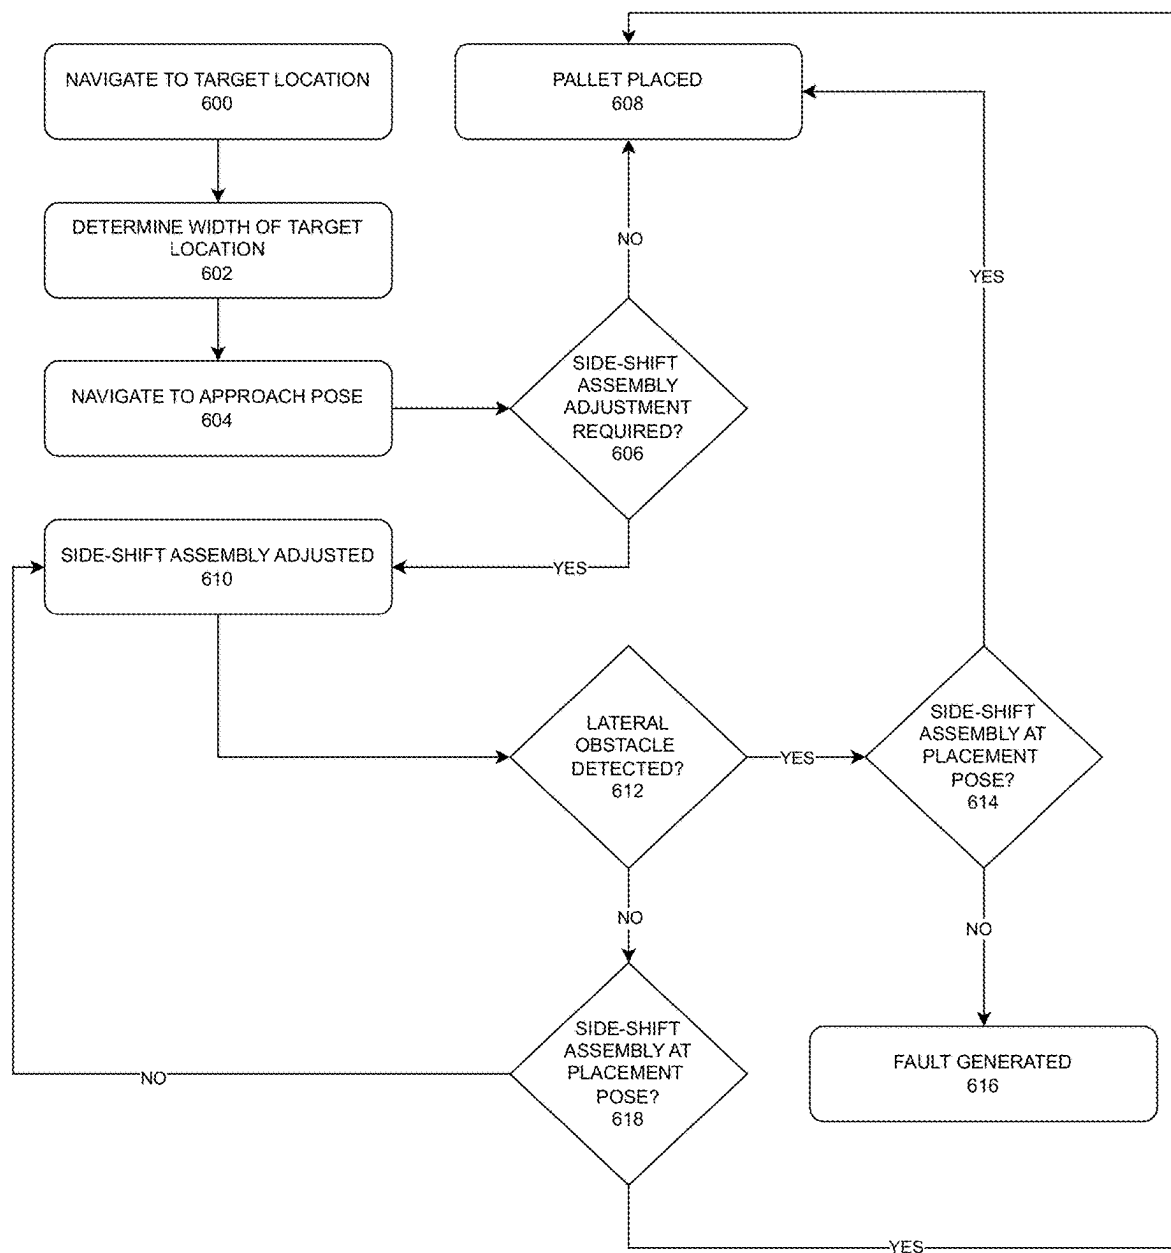 NAVIGATE TO TARGET LOCATION
600
PALLET PLACED
608
DETERMINE WIDTH OF TARGET
LOCATION
602
NO
YES
NAVIGATE TO APPROACH POSE
604
SIDE-SHIFT
ASSEMBLY
ADJUSTMENT
REQUIRED?
606
SIDE-SHIFT ASSEMBLY ADJUSTED
610
YES
LATERAL
OBSTACLE
DETECTED?
612
YES
SIDE-SHIFT
ASSEMBLY AT
PLACEMENT
POSE?
614
NO
NO
SIDE-SHIFT
ASSEMBLY AT
PLACEMENT
POSE?
618
NO
FAULT GENERATED
616
YES